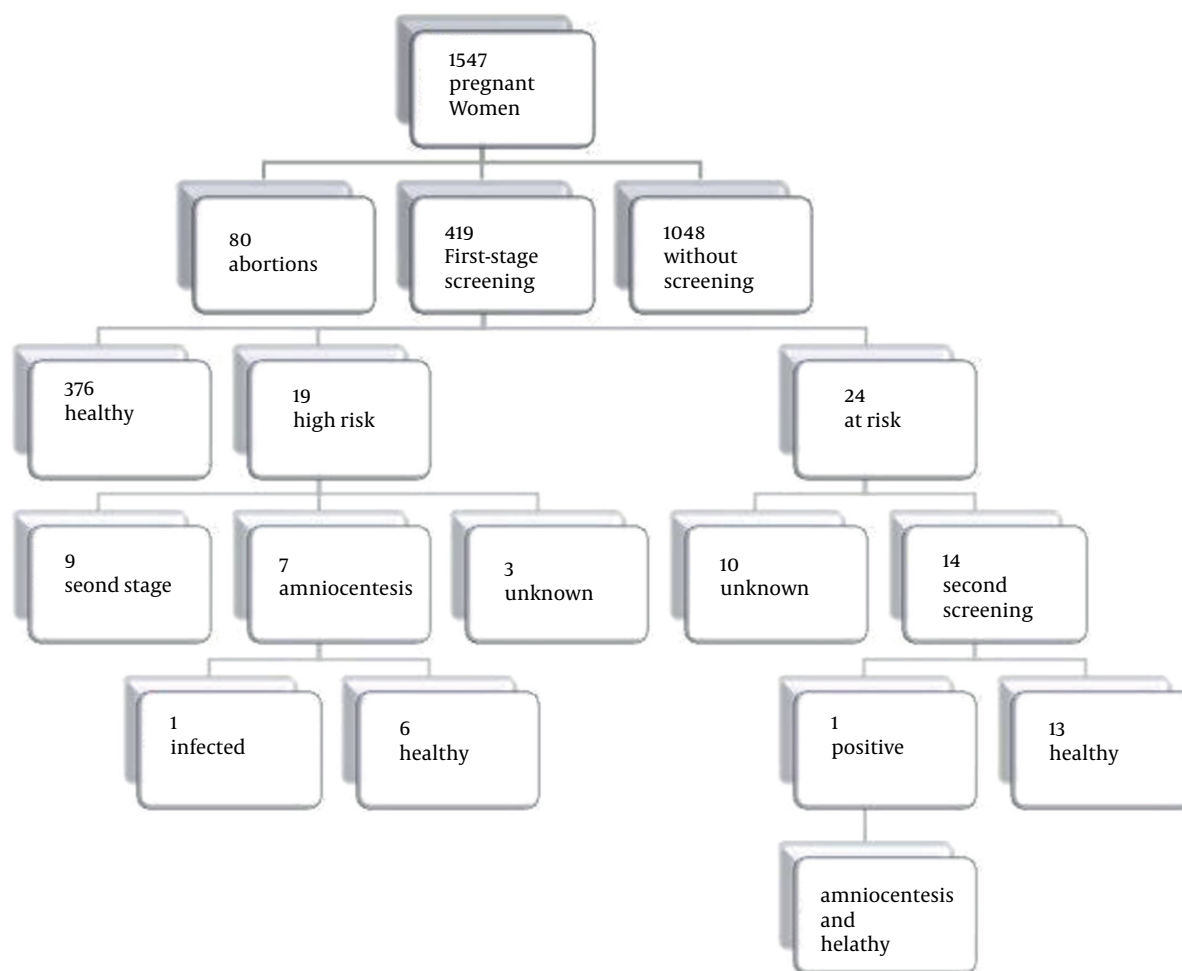 1547
pregnant
Women
80
abortions
419
First-stage
screening
1048
without
screening
376
healthy
19
high risk
24
at risk
9
seond stage
7
amniocentesis
3
unknown
10
unknown
14
second
screening
1
infected
6
healthy
1
positive
13
healthy
amniocentesis
and
helathy